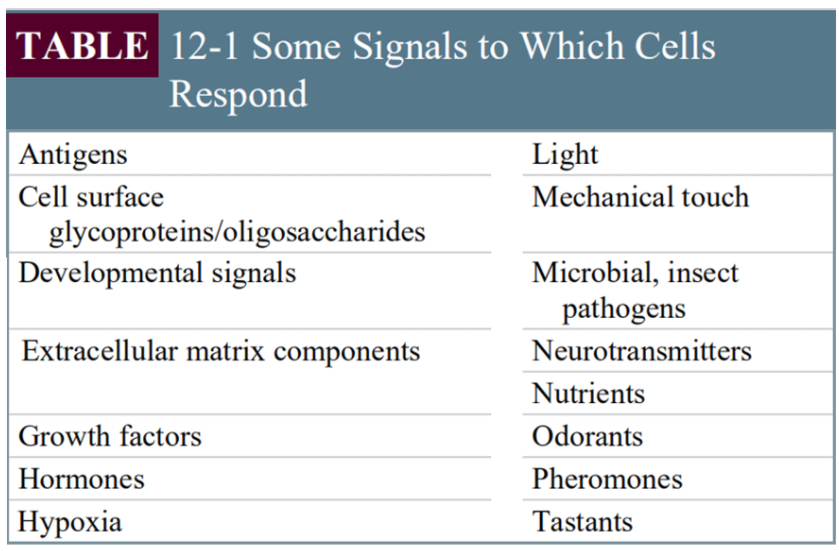 TABLE 12-1 Some Signals to Which Cells
Respond
Antigens
Cell surface
glycoproteins/oligosaccharides
Developmental signals
Extracellular matrix components
Growth factors
Hormones
Hypoxia
Light
Mechanical touch
Microbial, insect
pathogens
Neurotransmitters
Nutrients
Odorants
Pheromones
Tastants